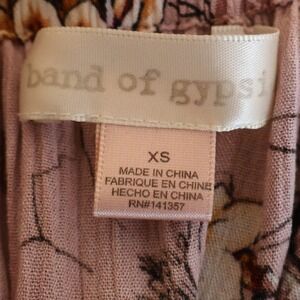 band of gypsi
XS
MADE IN CHINA
FABRIQUE EN CHINE
HECHO EN CHINA
RN#141357